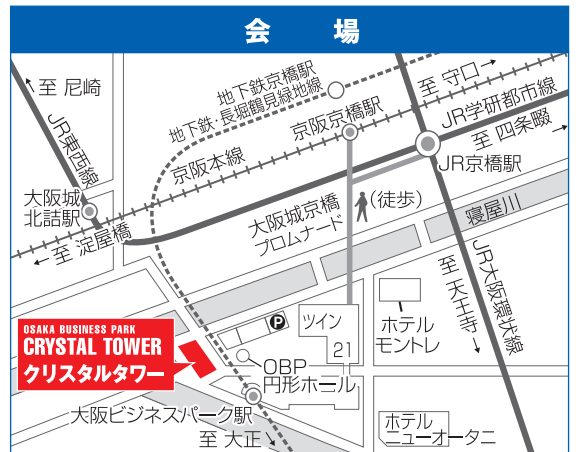 会場
至 尼崎
JR東西線
地下鉄京橋駅
地下鉄・長堀鶴見緑地線
京阪本線
京阪京橋駅
至 守口
JR学研都市線
至 四条畷
JR京橋駅
大阪城
北詰駅
至 淀屋橋
大阪城京橋
プロムナード
(徒歩)
寝屋川
JR大阪環状線
至 天王寺
OSAKA BUSINESS PARK
CRYSTAL TOWER
クリスタルタワー
P
ツイン
21
ホテル
モントレ
OBP
円形ホール
大阪ビジネスパーク駅
至 大正
ホテル
ニューオータニ